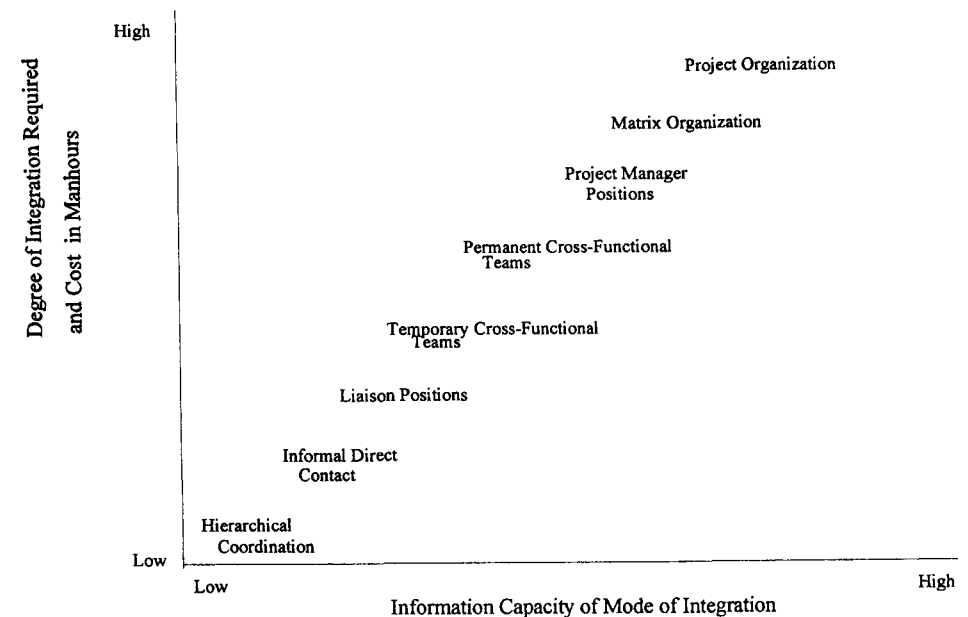 High
Project Organization
Matrix Organization
Project Manager
Positions
Permanent Cross-Functional
Teams
Temporary Cross-Functional
Teams
Liaison Positions
Informal Direct
Contact
Hierarchical
Coordination
Low
Low
High
Degree of Integration Required
and Cost in Manhours
Information Capacity of Mode of Integration